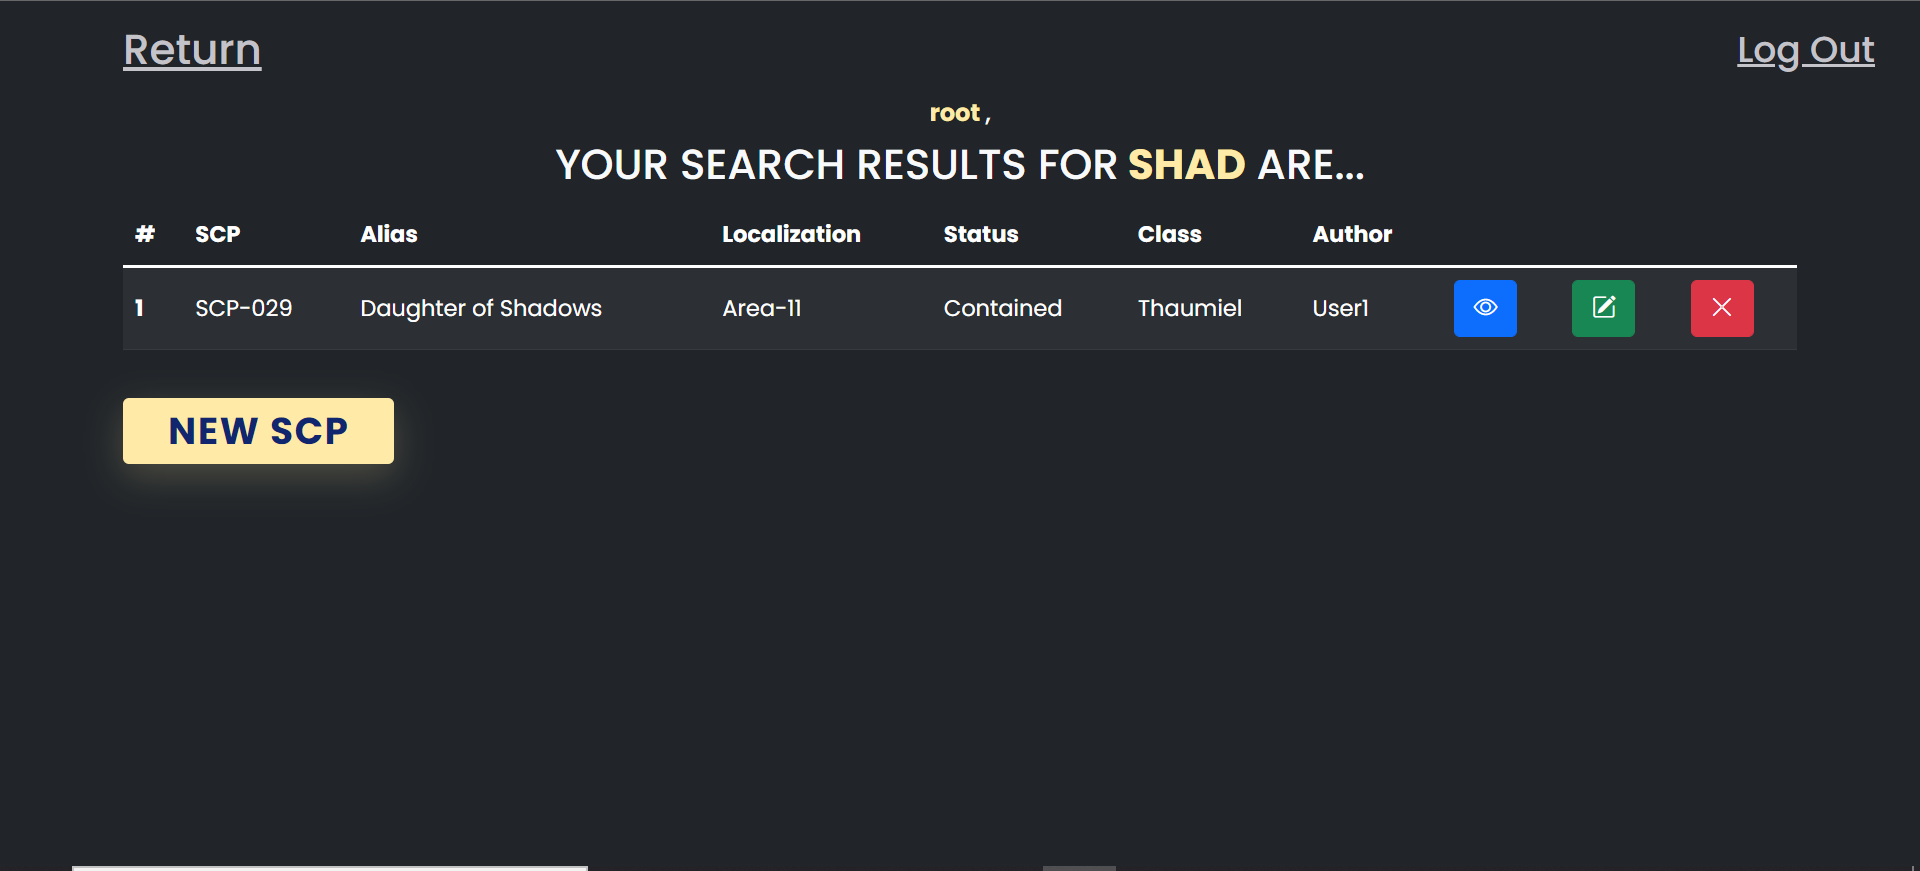 Return Log Out
root ,
YOUR SEARCH RESULTS FOR SHAD ARE...
# SCP Alias Localization Status Class Author
1 SCP-029 Daughter of Shadows Area-11 Contained Thaumiel User1
NEW SCP